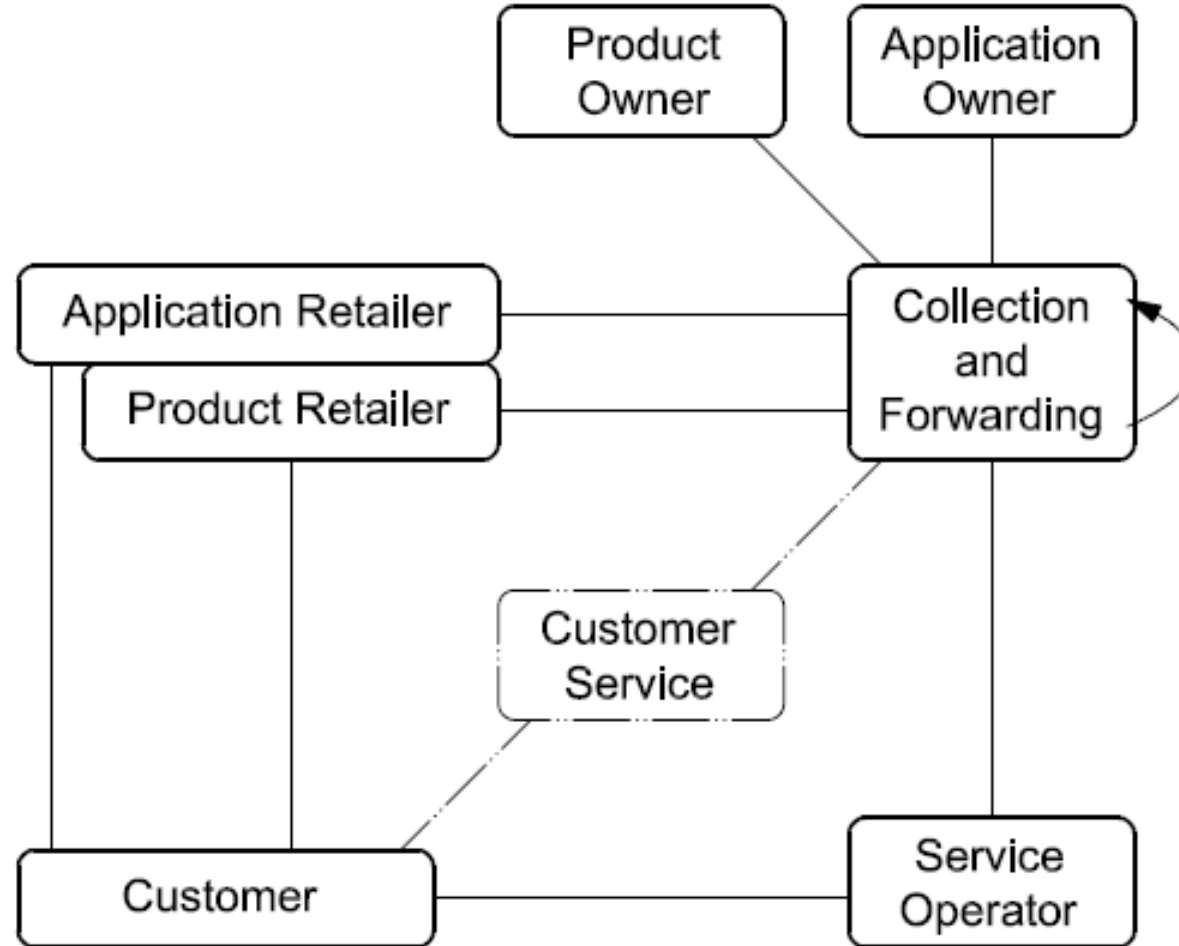 Product
Owner
Application
Owner
Application Retailer
Product Retailer
Collection
and
Forwarding
Customer
Service
Customer
Service
Operator